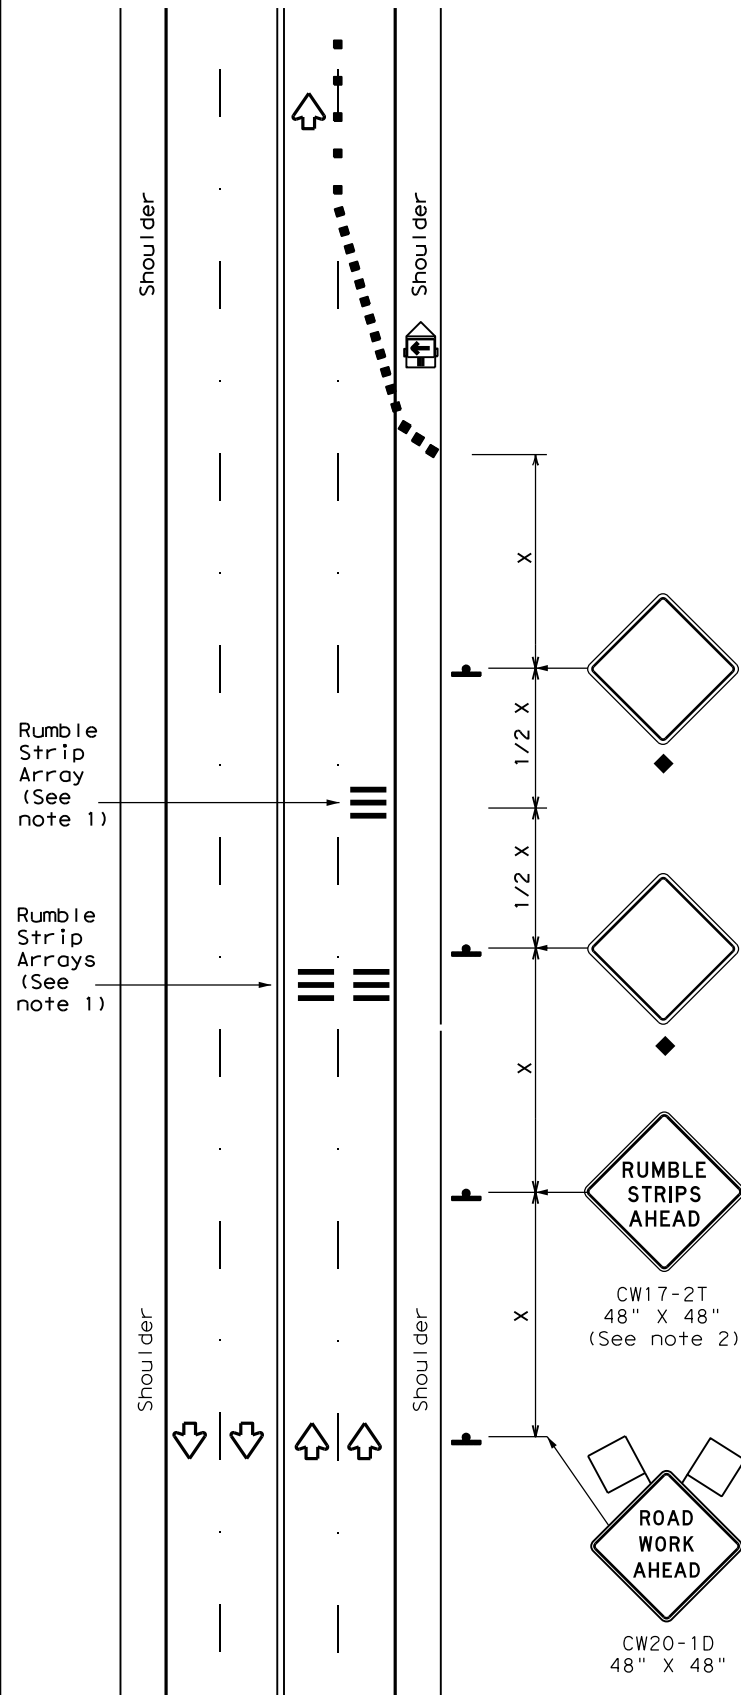 Shoulder
Shoulder
X
Rumble
Strip
Array
(See
note 1)
1/2 X
1/2 X
Rumble
Strip
Arrays
(See
note 1)
X
RUMBLE
STRIPS
AHEAD
CW17-2T
48" X 48"
(See note 2)
X
Shoulder
Shoulder
ROAD
WORK
AHEAD
CW20-1D
48" X 48"